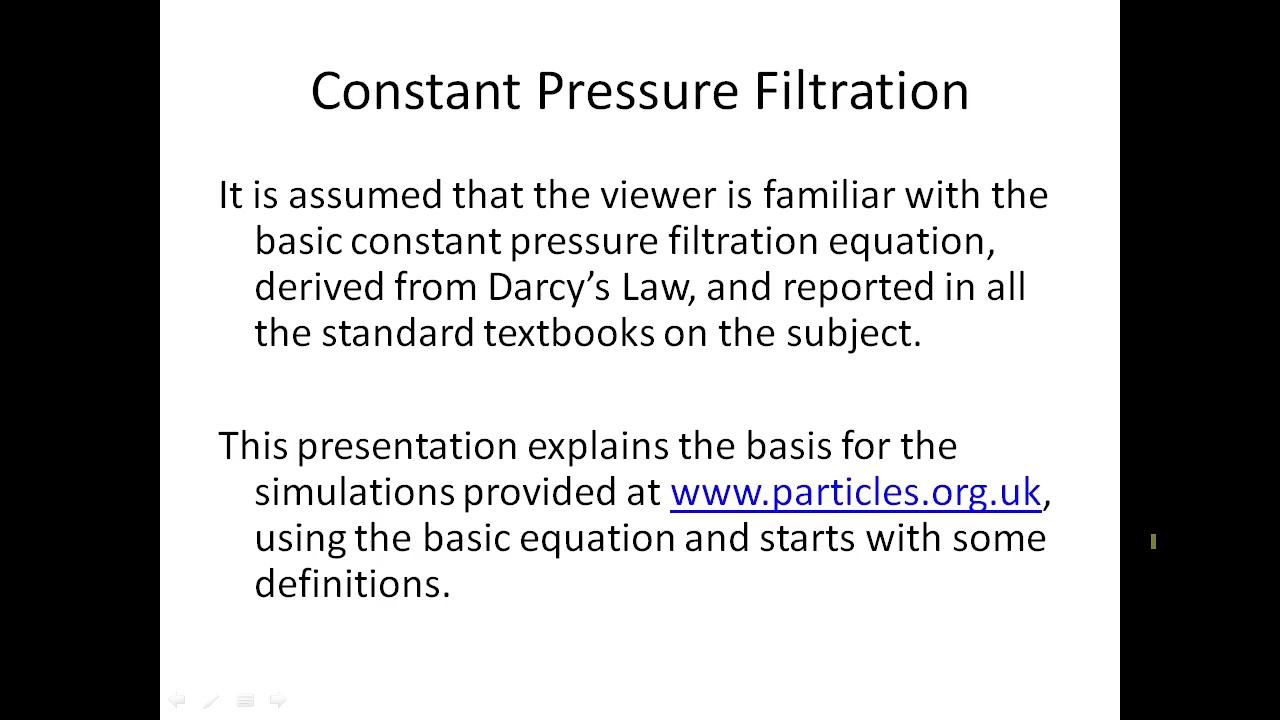 Constant Pressure Filtration
It is assumed that the viewer is familiar with the
basic constant pressure filtration equation,
derived from Darcy’s Law, and reported in all
the standard textbooks on the subject.
This presentation explains the basis for the
simulations provided at www.particles.org.uk,
using the basic equation and starts with some
definitions.